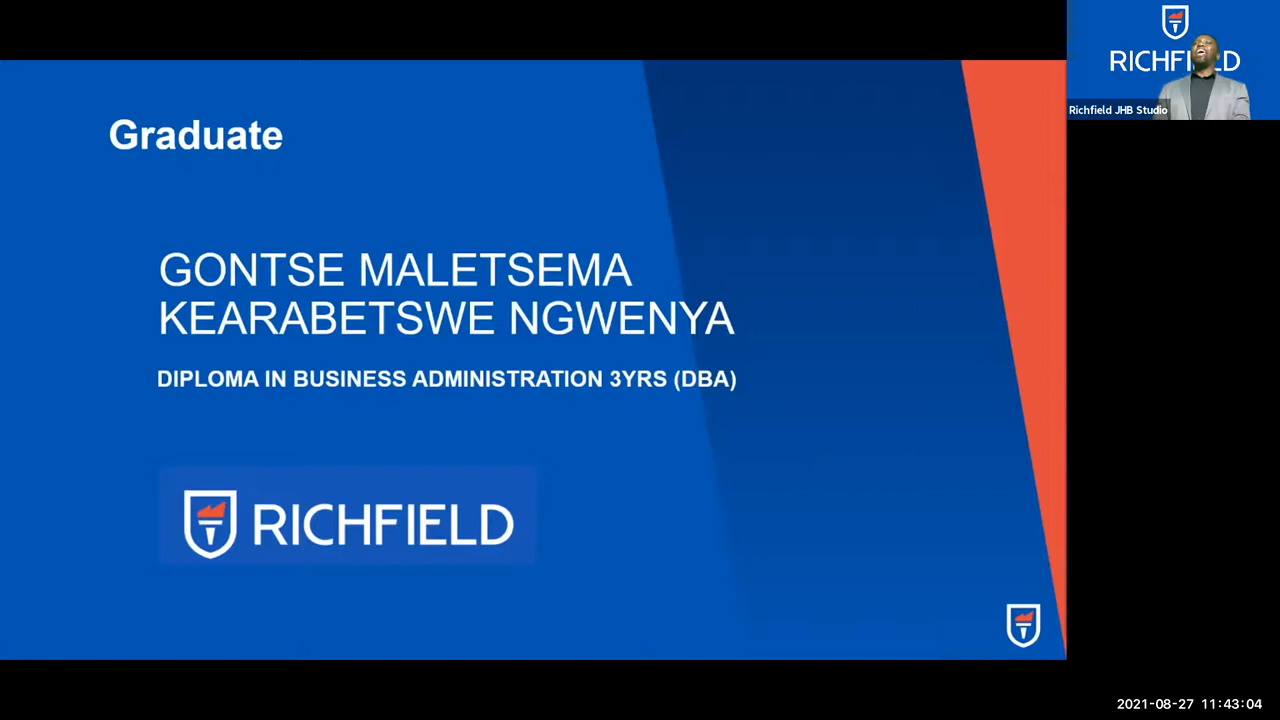 Graduate
GONTSE MALETSEMA
KEARABETSWE NGWENYA
DIPLOMA IN BUSINESS ADMINISTRATION 3YRS (DBA)
RICHFIELD
RICHFIELD
Richfield JHB Studio
2021-08-27 11:43:04